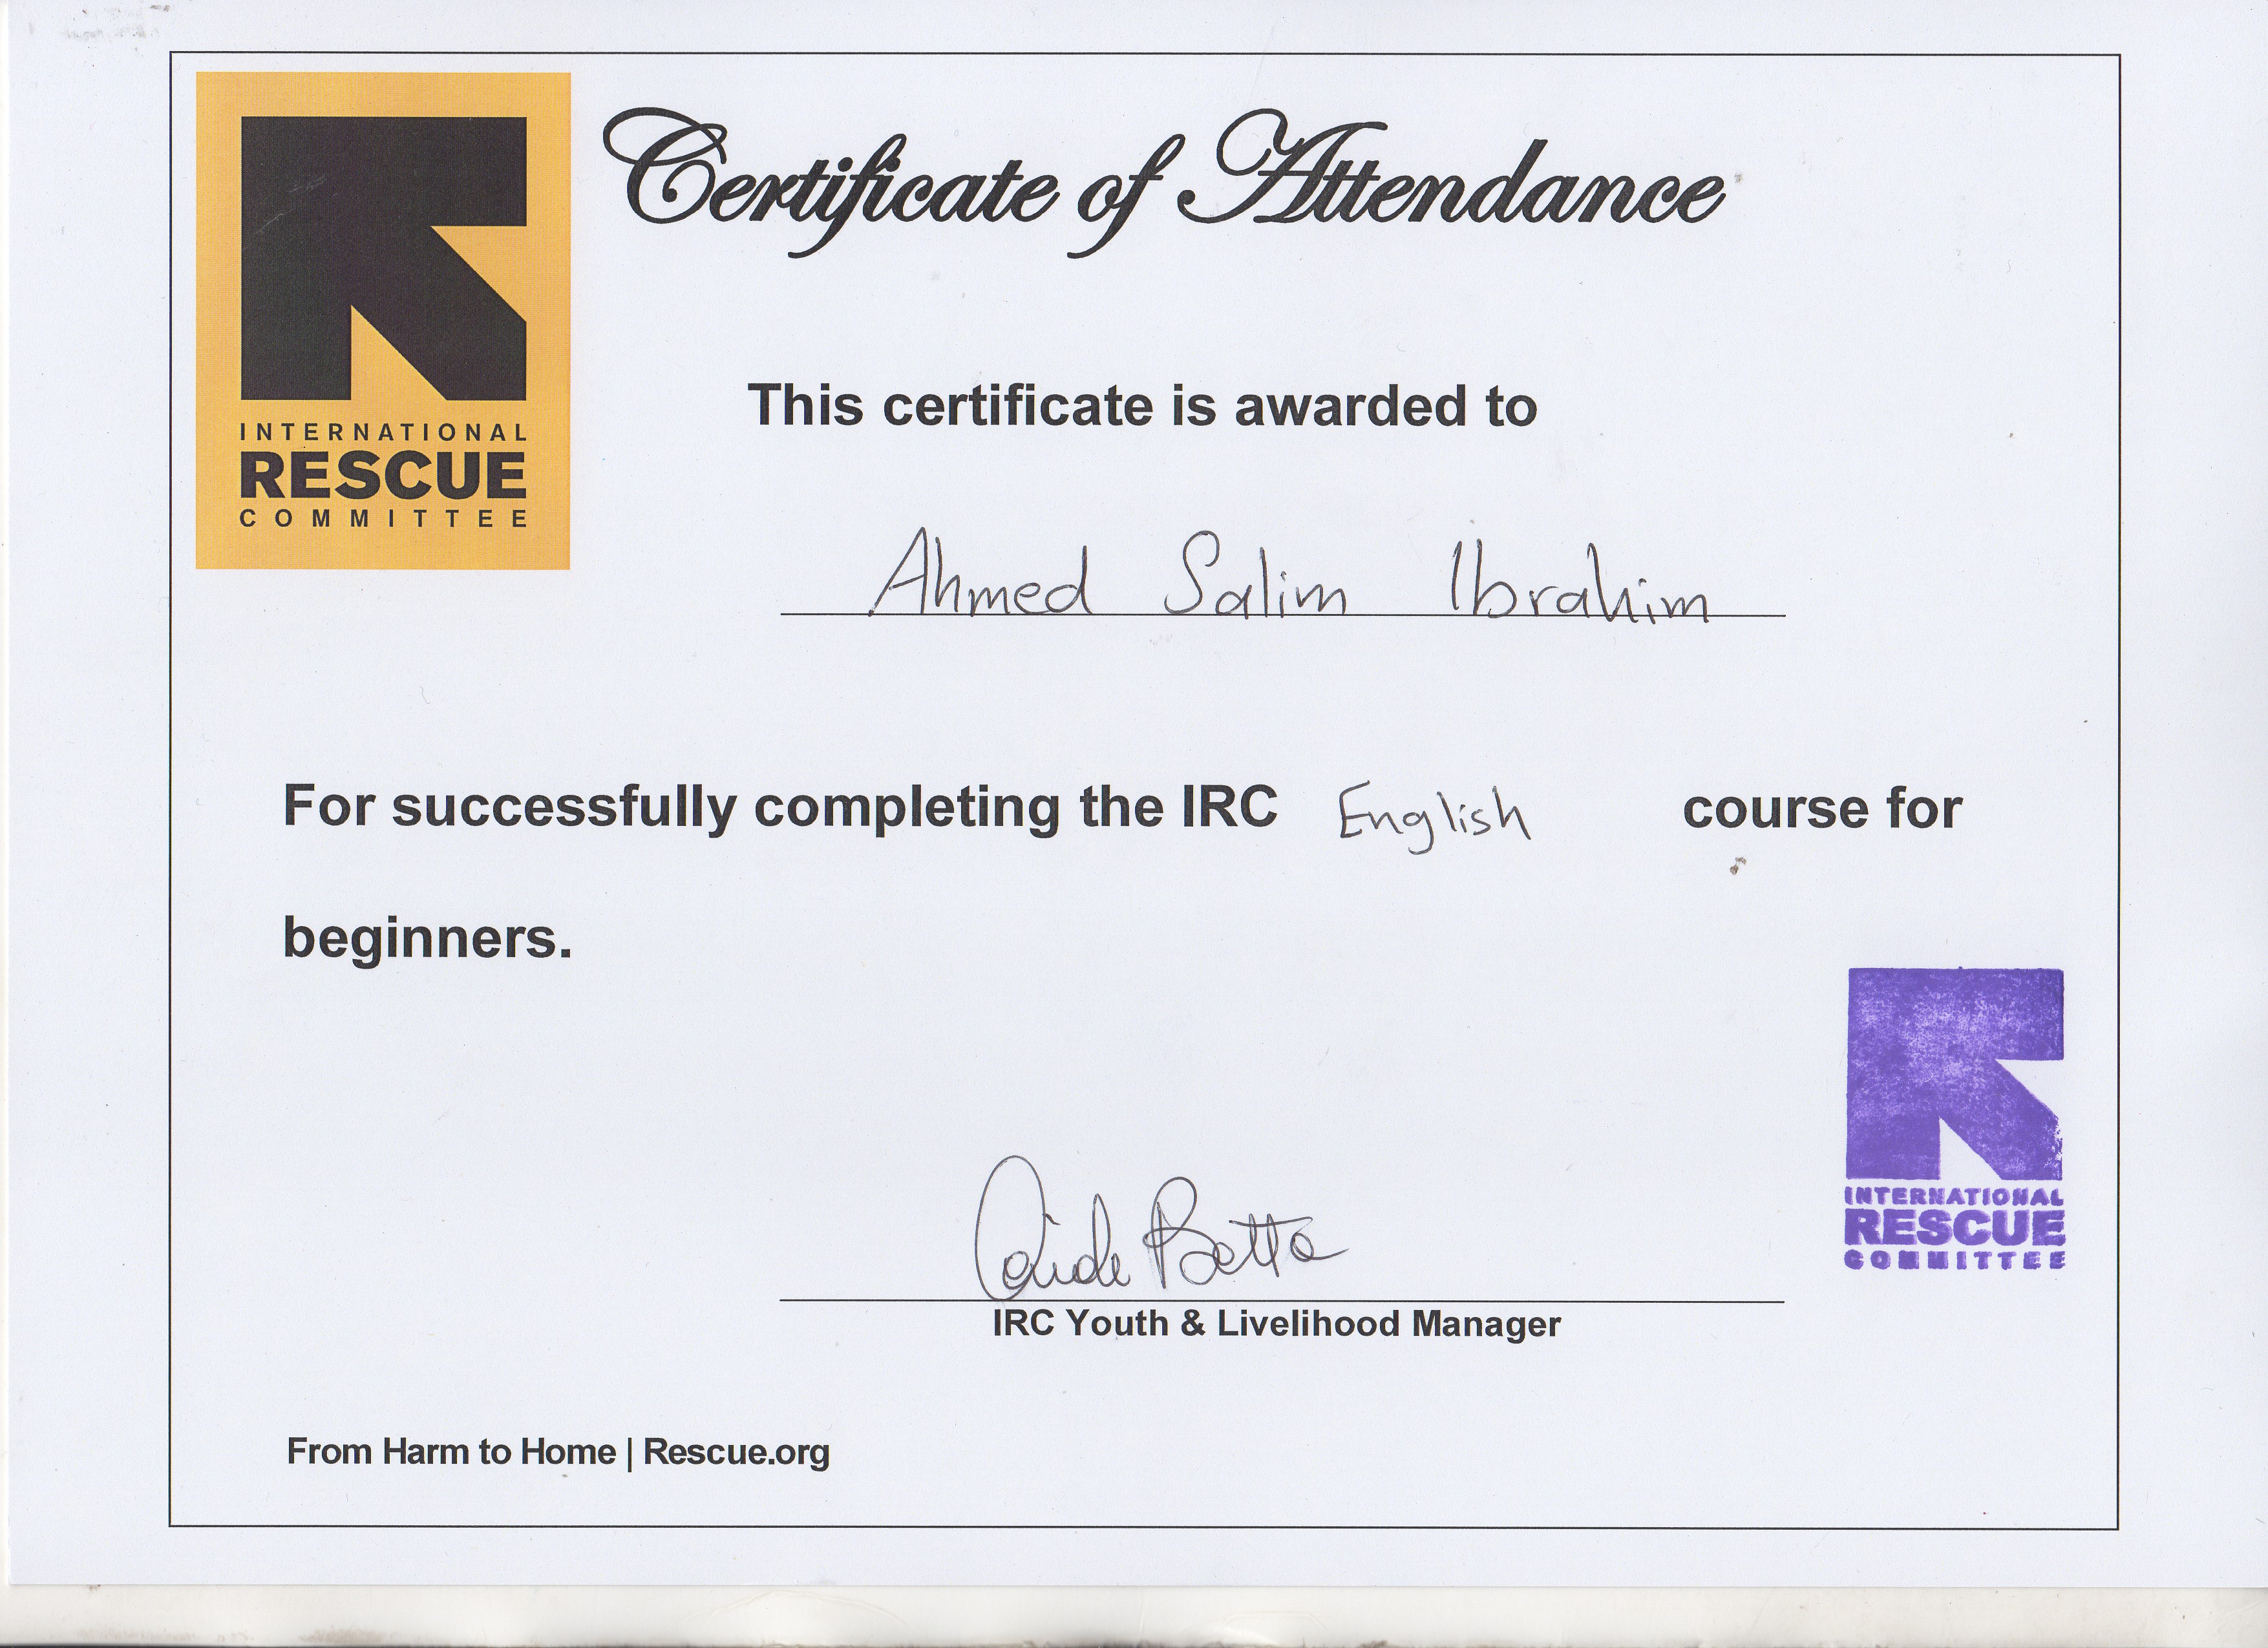 Certificate of Attendance
INTERNATIONAL
RESCUE
COMMITTEE
This certificate is awarded to
Ahmed Salim Ibrahim
For successfully completing the IRC English course for
beginners.
INTERNATIONAL
RESCUE
COMMITTEE
IRC Youth & Livelihood Manager
From Harm to Home | Rescue.org